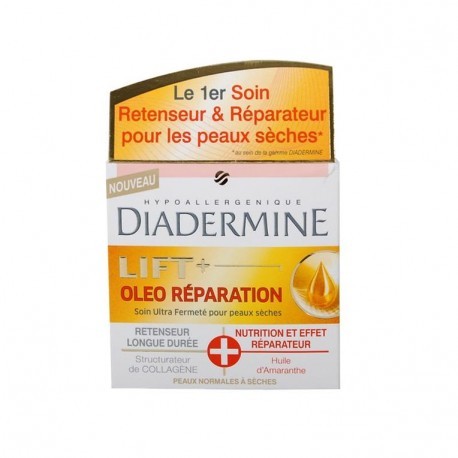 Le 1er Soin
Retenseur & Réparateur
pour les peaux sèches*
*au sein de la gamme DIADERMINE
NOUVEAU
HYPOALLERGENIQUE
DIADERMINE
LIFT+
OLEO RÉPARATION
Soin Ultra Fermeté pour peaux sèches
RETENSEUR
LONGUE DURÉE
Structurateur
de COLLAGÈNE
NUTRITION ET EFFET
RÉPARATEUR
Huile
d'Amaranthe
PEAUX NORMALES À SÈCHES